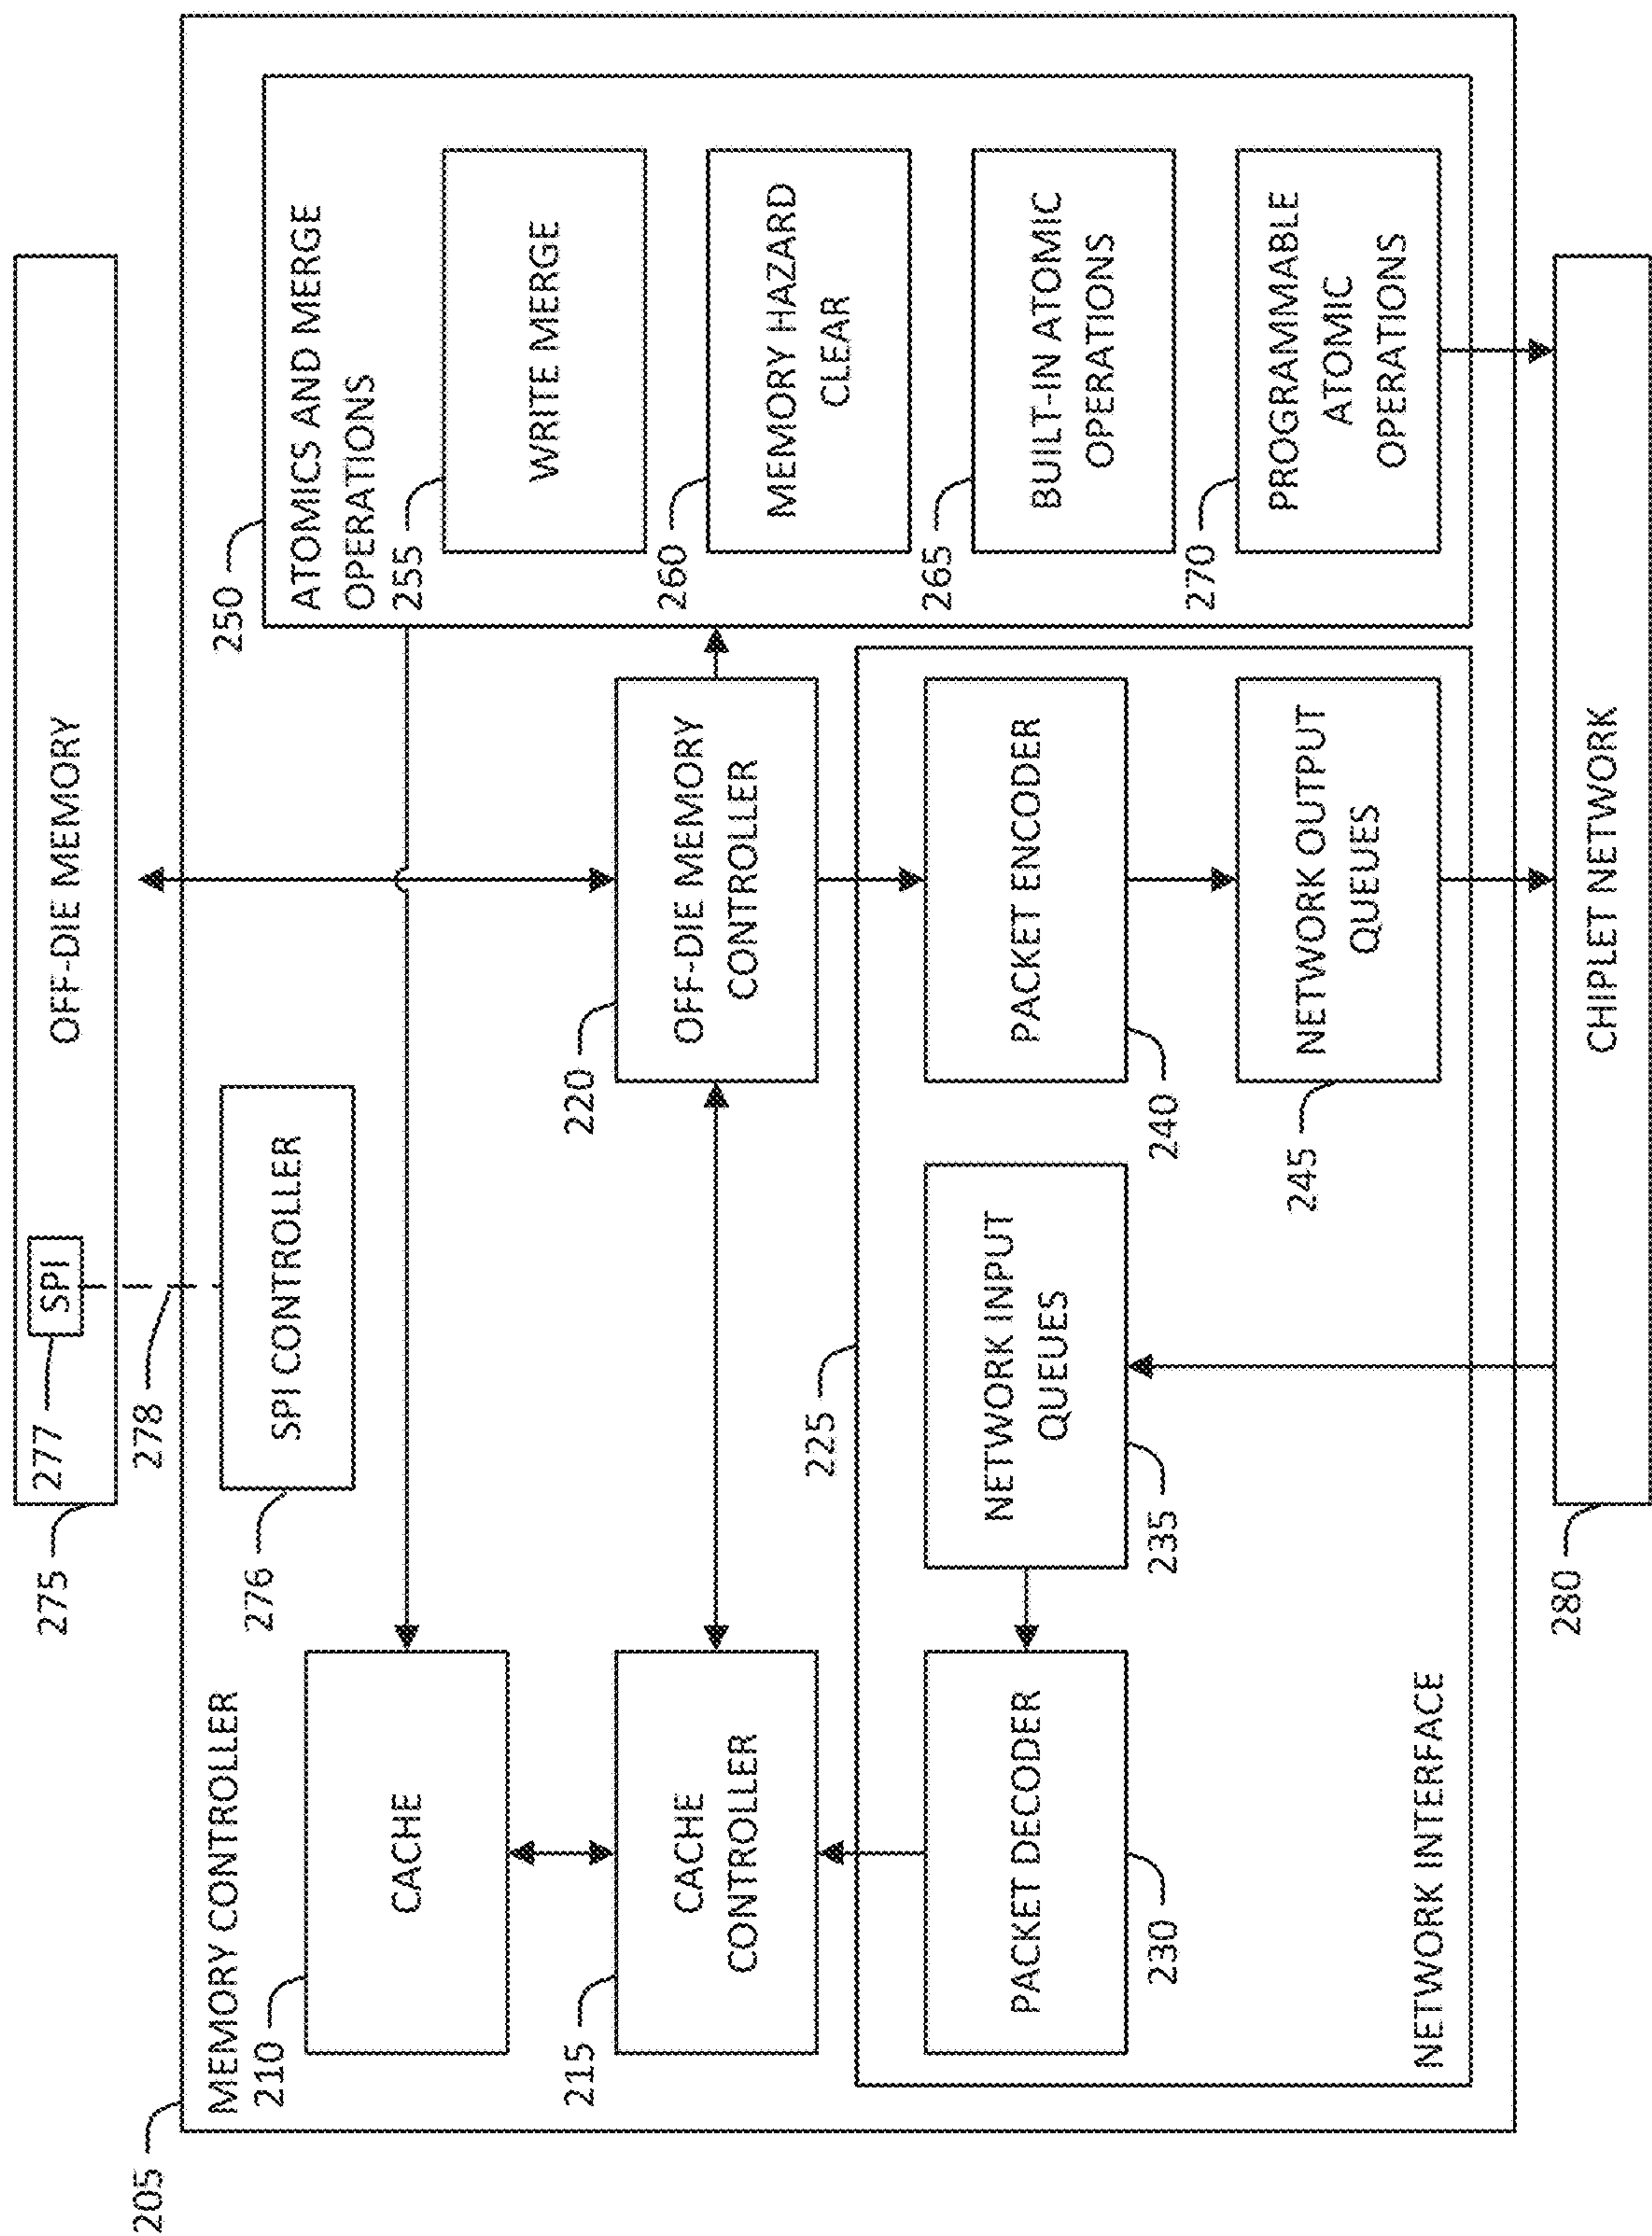 275
277
SPI
OFF-DIE MEMORY
278
205
MEMORY CONTROLLER
276
SPI CONTROLLER
210
CACHE
215
CACHE
CONTROLLER
220
OFF-DIE MEMORY
CONTROLLER
250
ATOMICS AND MERGE
OPERATIONS
255
WRITE MERGE
260
MEMORY HAZARD
CLEAR
265
BUILT-IN ATOMIC
OPERATIONS
270
PROGRAMMABLE
ATOMIC
OPERATIONS
225
PACKET DECODER
230
NETWORK INPUT
QUEUES
235
PACKET ENCODER
240
NETWORK OUTPUT
QUEUES
245
NETWORK INTERFACE
280
CHIPLET NETWORK